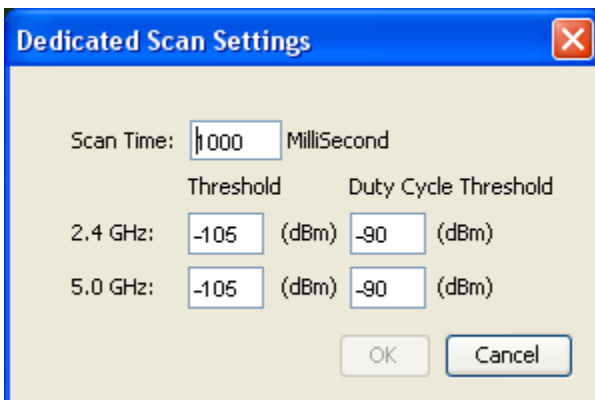 Dedicated Scan Settings
Scan Time: 1000 MilliSecond
Threshold Duty Cycle Threshold
2.4 GHz: -105 (dBm) -90 (dBm)
5.0 GHz: -105 (dBm) -90 (dBm)
OK Cancel